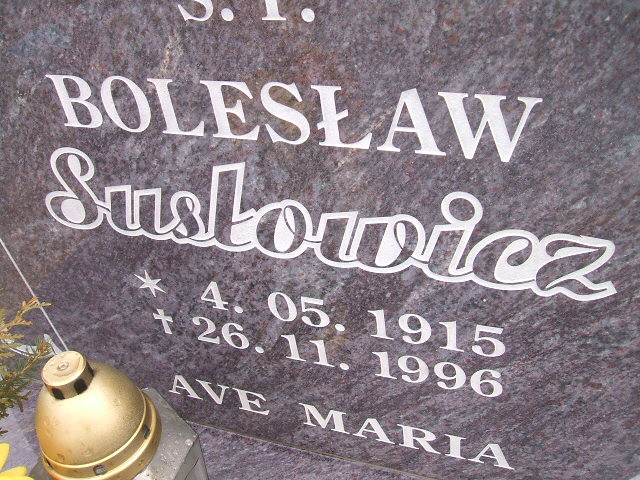 Ś. P.
BOLESŁAW
Susłowicz
* 4. 05. 1915
† 26. 11. 1996
AVE MARIA